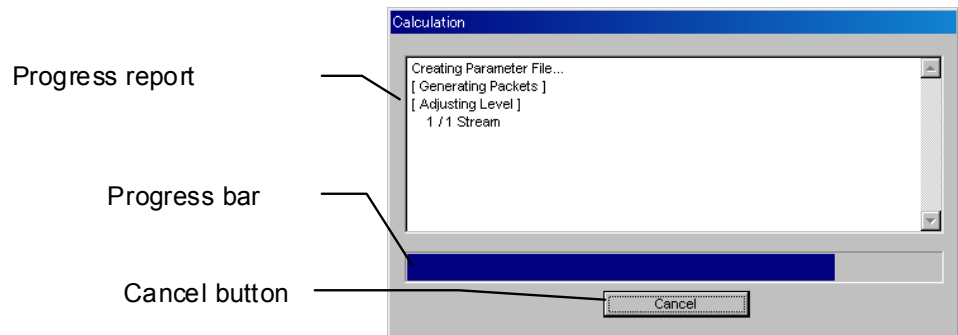 Calculation
Progress report
Creating Parameter File...
[ Generating Packets ]
[ Adjusting Level ]
1 / 1 Stream
Progress bar
Cancel button
Cancel